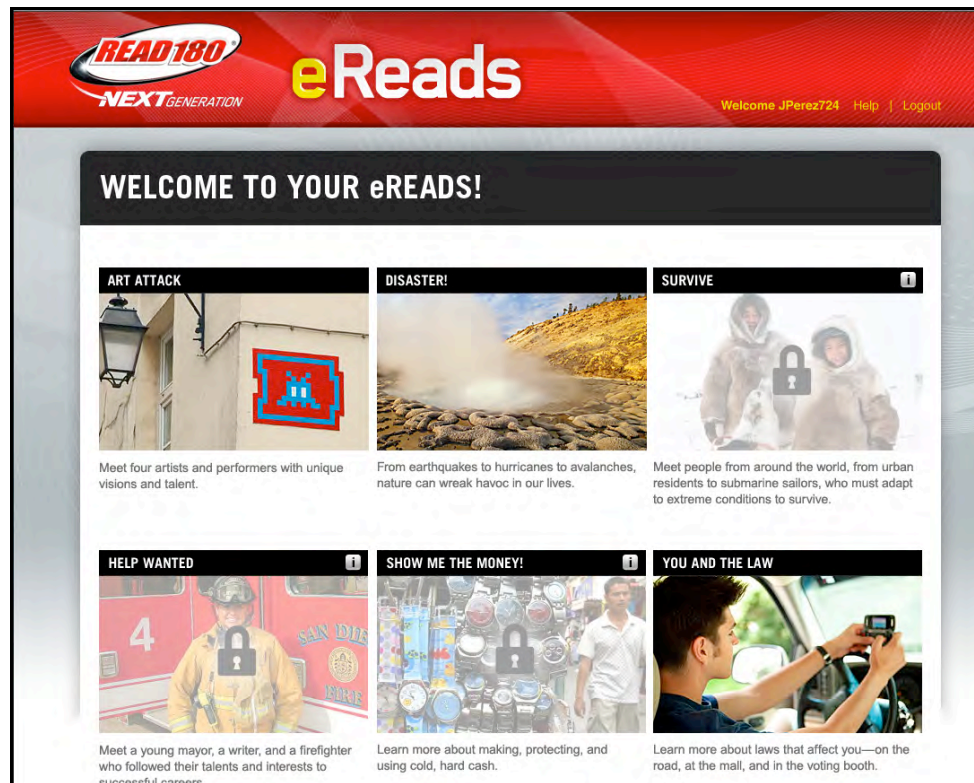 READ 180
NEXT GENERATION
eReads
Welcome JPerez724 Help | Logout
WELCOME TO YOUR eREADS!
ART ATTACK
Meet four artists and performers with unique
visions and talent.
DISASTER!
From earthquakes to hurricanes to avalanches,
nature can wreak havoc in our lives.
SURVIVE
i
Meet people from around the world, from urban
residents to submarine sailors, who must adapt
to extreme conditions to survive.
HELP WANTED
i
4
SAN DIE
FIRE
Meet a young mayor, a writer, and a firefighter
who followed their talents and interests to
successful careers.
SHOW ME THE MONEY!
i
Learn more about making, protecting, and
using cold, hard cash.
YOU AND THE LAW
Learn more about laws that affect you—on the
road, at the mall, and in the voting booth.